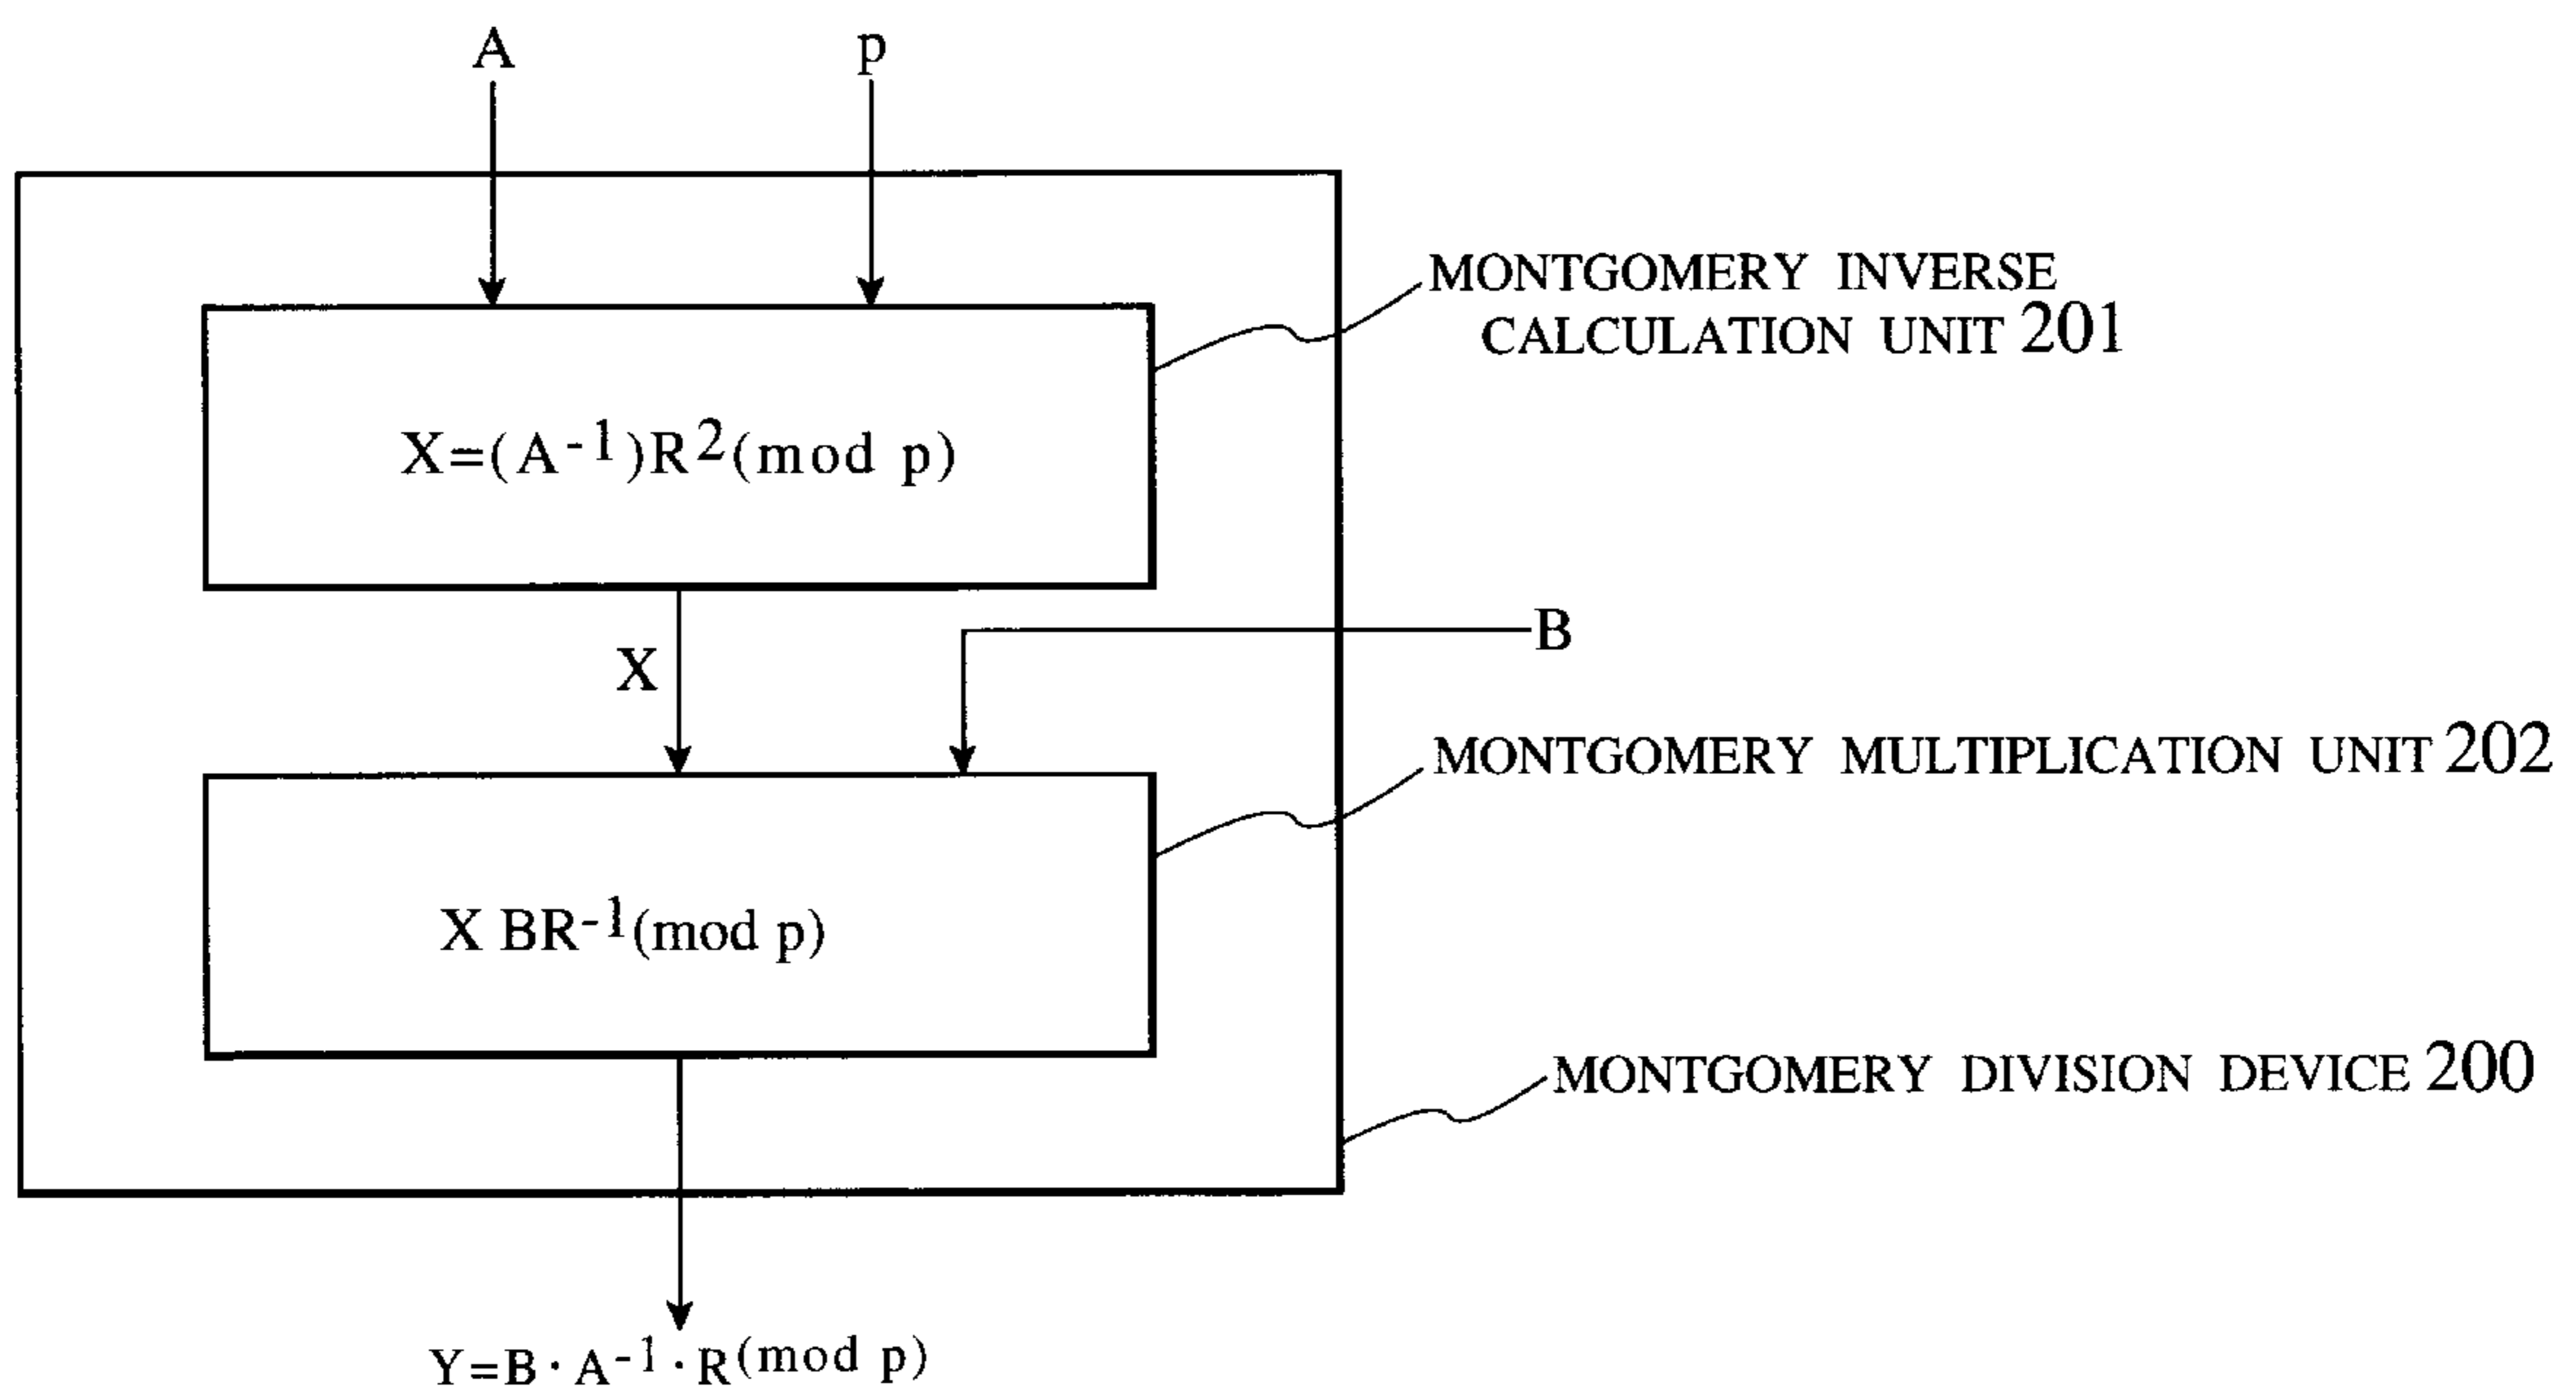 A
p
MONTGOMERY INVERSE
CALCULATION UNIT 201
X=(A⁻¹)R²(mod p)
B
X
MONTGOMERY MULTIPLICATION UNIT 202
X BR⁻¹(mod p)
MONTGOMERY DIVISION DEVICE 200
Y=B·A⁻¹·R(mod p)